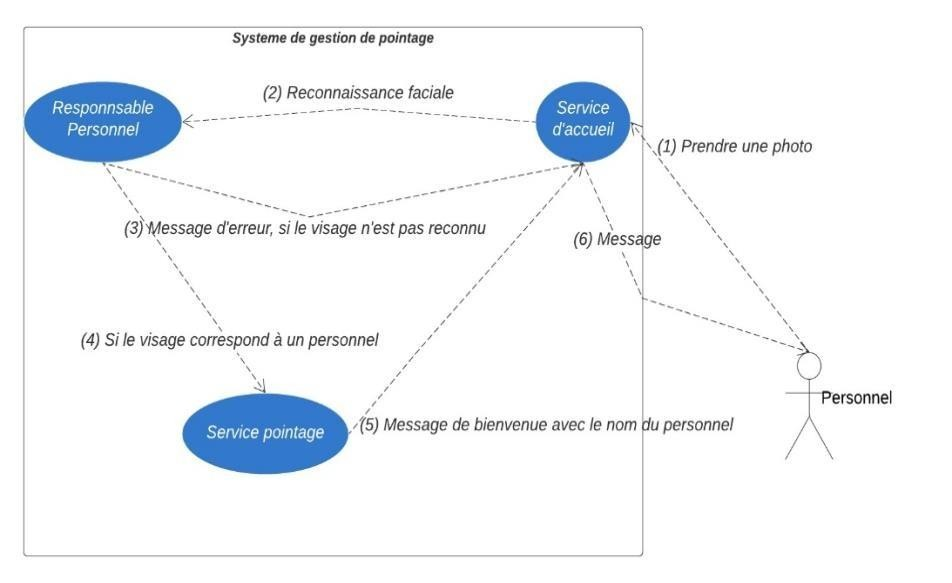 Systeme de gestion de pointage
Responnsable
Personnel
(2) Reconnaissance faciale
Service
d'accueil
(1) Prendre une photo
(3) Message d'erreur, si le visage n'est pas reconnu
(6) Message
(4) Si le visage correspond à un personnel
Personnel
Service pointage
(5) Message de bienvenue avec le nom du personnel